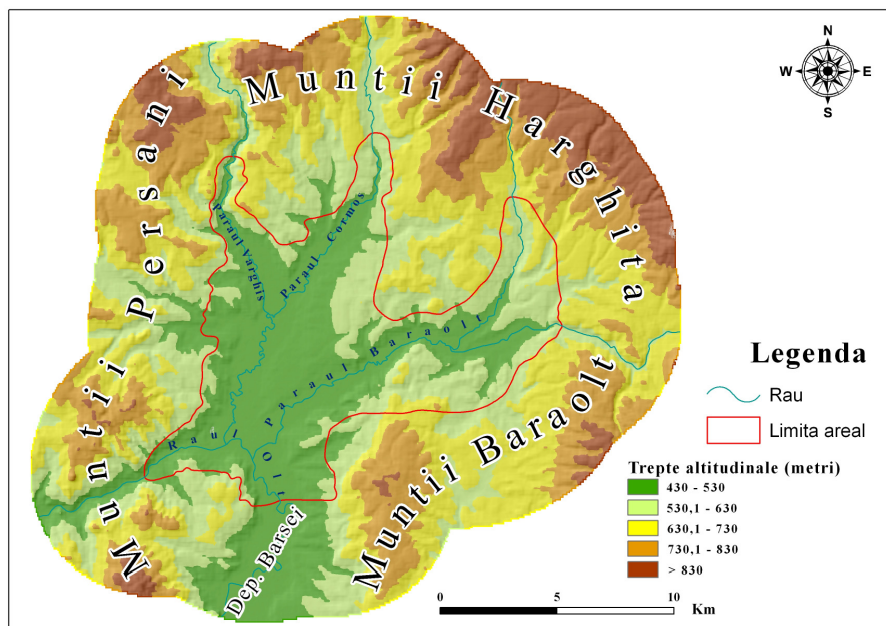 N
W E
S
Muntii Harghita
Muntii Persani
Paraul Varghis
Paraul Cormos
Paraul Baraolt
Raul Olt
Muntii Baraolt
Dep. Barsei
Legenda
Rau
Limita areal
Trepte altitudinale (metri)
430 - 530
530,1 - 630
630,1 - 730
730,1 - 830
> 830
0 5 10
Km